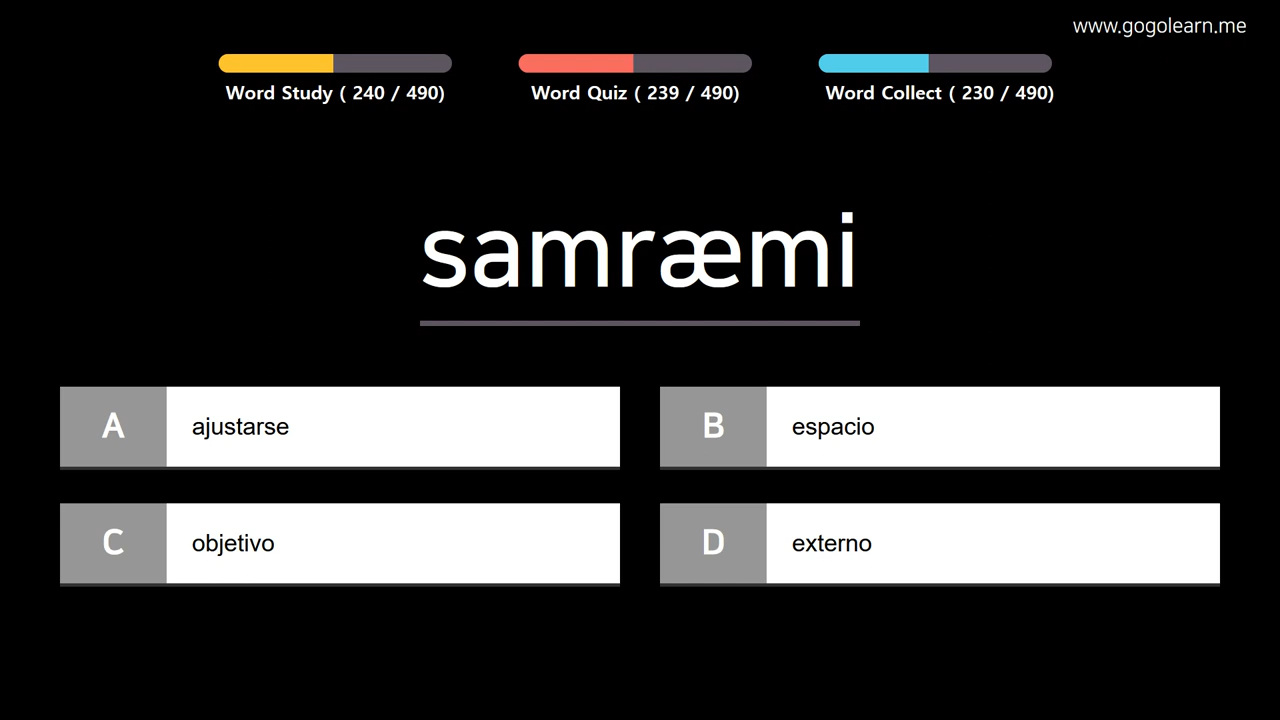 www.gogolearn.me
Word Study ( 240 / 490)
Word Quiz ( 239 / 490)
Word Collect ( 230 / 490)
samræmi
A ajustarse
B espacio
C objetivo
D externo